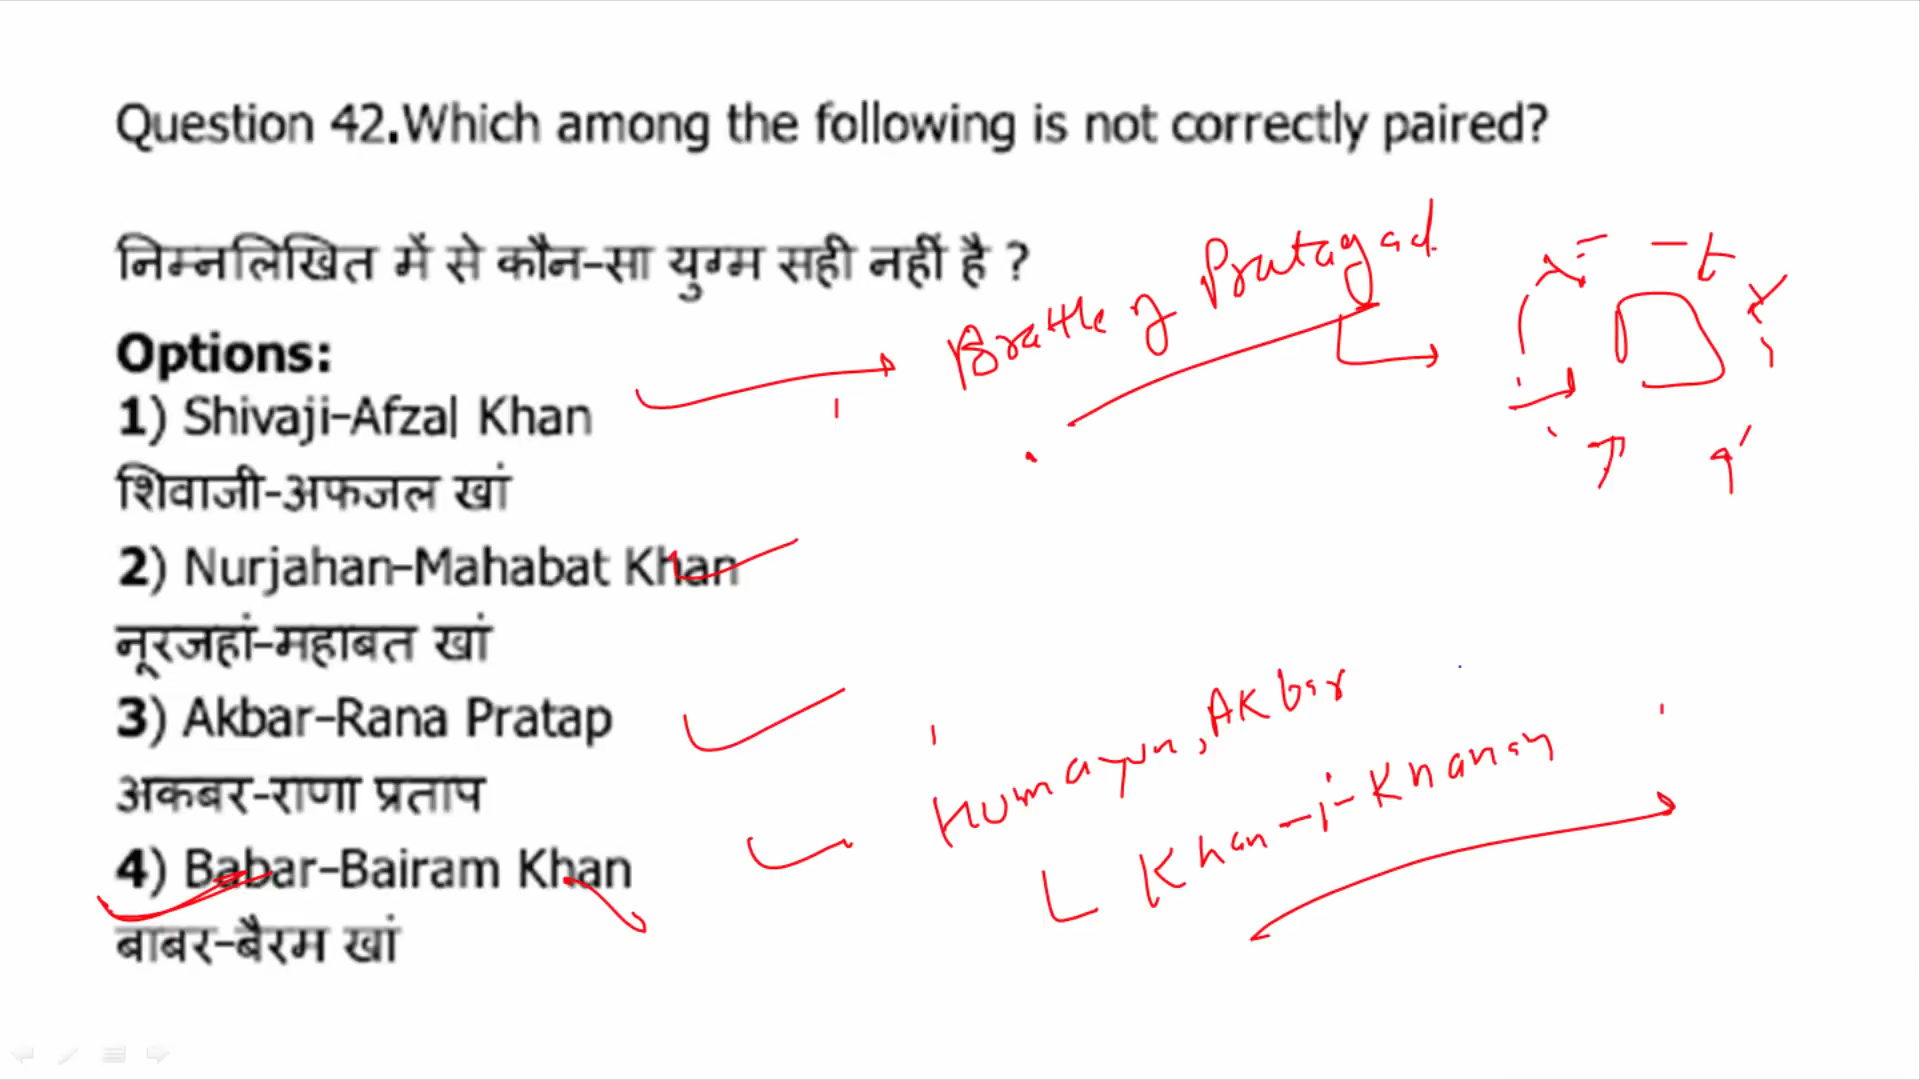 Question 42.Which among the following is not correctly paired?
निम्नलिखित में से कौन-सा युग्म सही नहीं है ?
Options:
Brattle of Pratagad
1) Shivaji-Afzal Khan
शिवाजी-अफजल खां
2) Nurjahan-Mahabat Khan
नूरजहां-महाबत खां
3) Akbar-Rana Pratap
Humayun, Akbar
अकबर-राणा प्रताप
Khan-i-Khanan
4) Babar-Bairam Khan
बाबर-बैरम खां